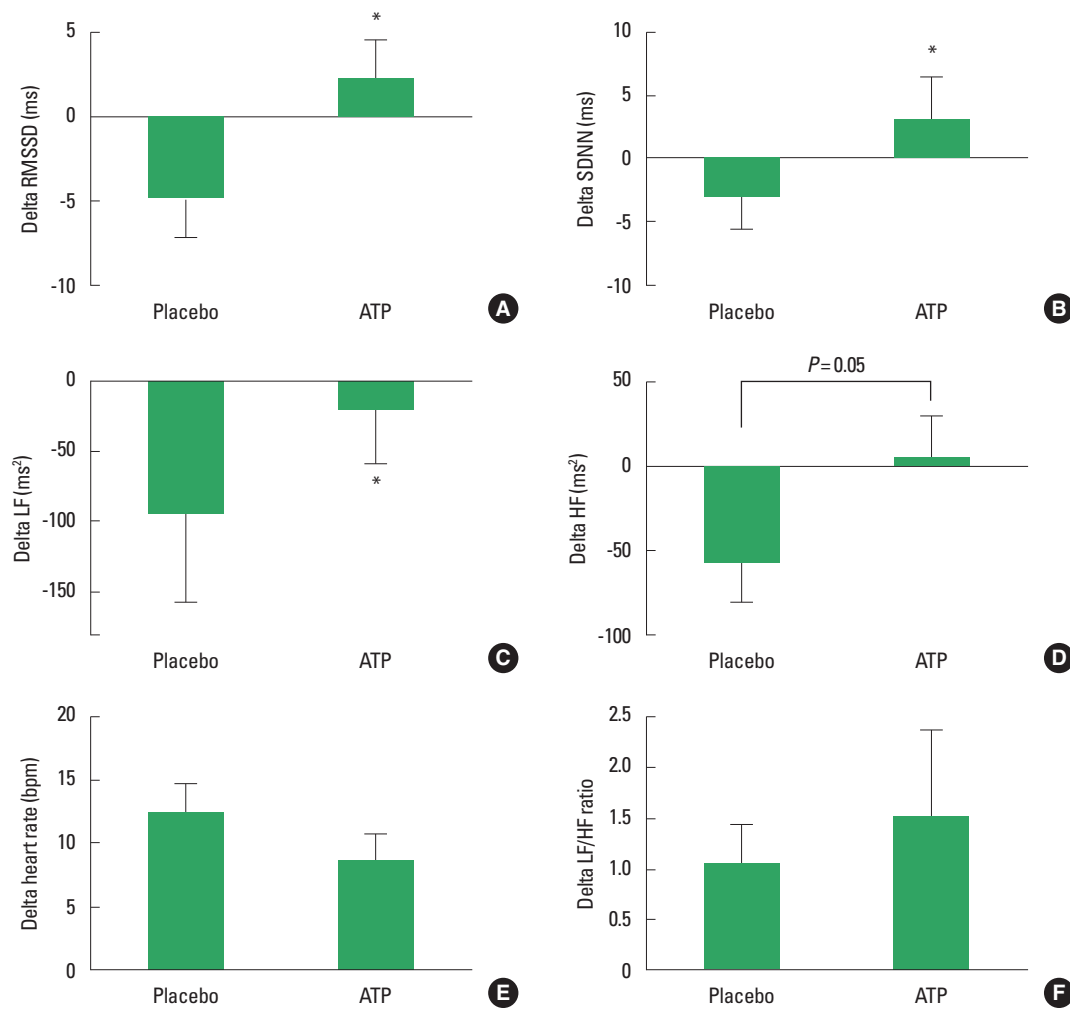 Delta RMSSD (ms)
5
0
-5
-10
*
Placebo
ATP
A
Delta SDNN (ms)
10
5
0
-5
-10
*
Placebo
ATP
B
Delta LF (ms²)
0
-50
-100
-150
*
Placebo
ATP
C
Delta HF (ms²)
50
0
-50
-100
P = 0.05
Placebo
ATP
D
Delta heart rate (bpm)
20
15
10
5
0
Placebo
ATP
E
Delta LF/HF ratio
2.5
2.0
1.5
1.0
0.5
0
Placebo
ATP
F